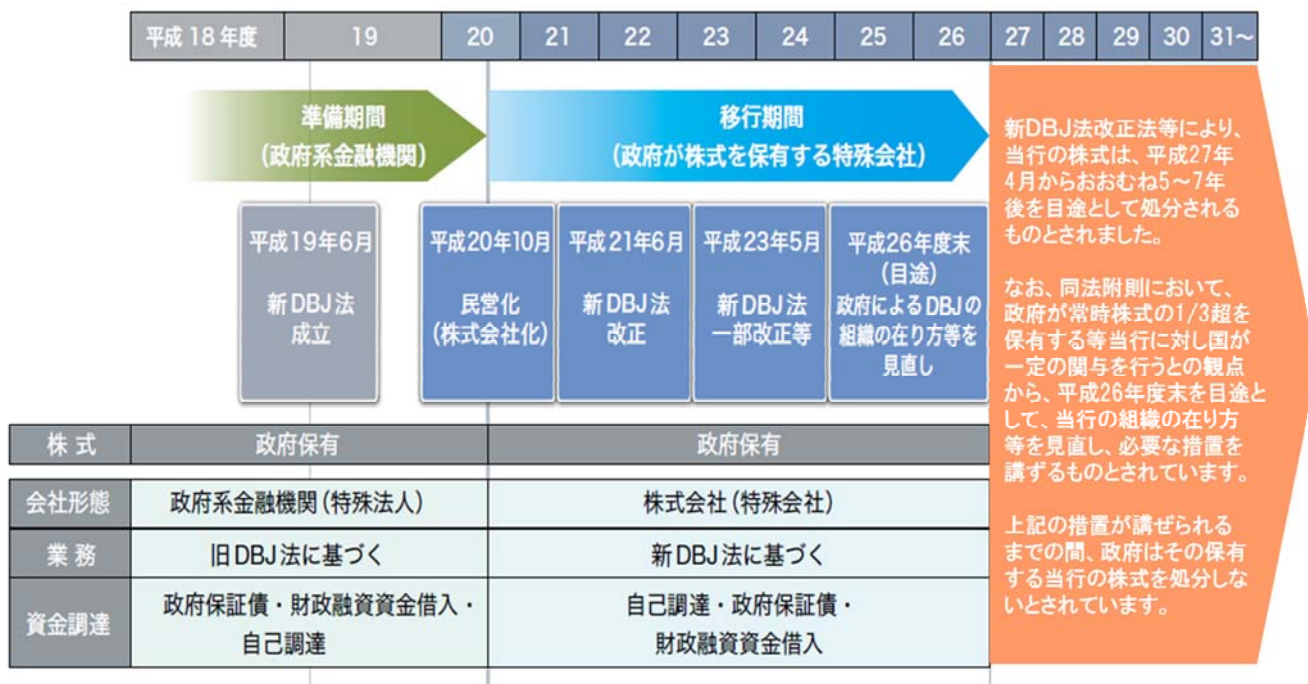 平成 18 年度 19 20 21 22 23 24 25 26 27 28 29 30 31～
準備期間
(政府系金融機関)
移行期間
(政府が株式を保有する特殊会社)
平成19年6月
新DBJ法
成立
平成20年10月
民営化
(株式会社化)
平成21年6月
新DBJ法
改正
平成23年5月
新DBJ法
一部改正等
平成26年度末
(目途)
政府によるDBJの
組織の在り方等を
見直し
新DBJ法改正法等により、
当行の株式は、平成27年
4月からおおむね5～7年
後を目途として処分される
ものとされました。
なお、同法附則において、
政府が常時株式の1/3超を
保有する等当行に対し国が
一定の関与を行うとの観点
から、平成26年度末を目途と
して、当行の組織の在り方
等を見直し、必要な措置を
講ずるものとされています。
上記の措置が講ぜられる
までの間、政府はその保有
する当行の株式を処分しな
いとされています。
株 式 政府保有 政府保有
会社形態 政府系金融機関(特殊法人) 株式会社(特殊会社)
業 務 旧DBJ法に基づく 新DBJ法に基づく
資金調達
政府保証債・財政融資資金借入・
自己調達
自己調達・政府保証債・
財政融資資金借入